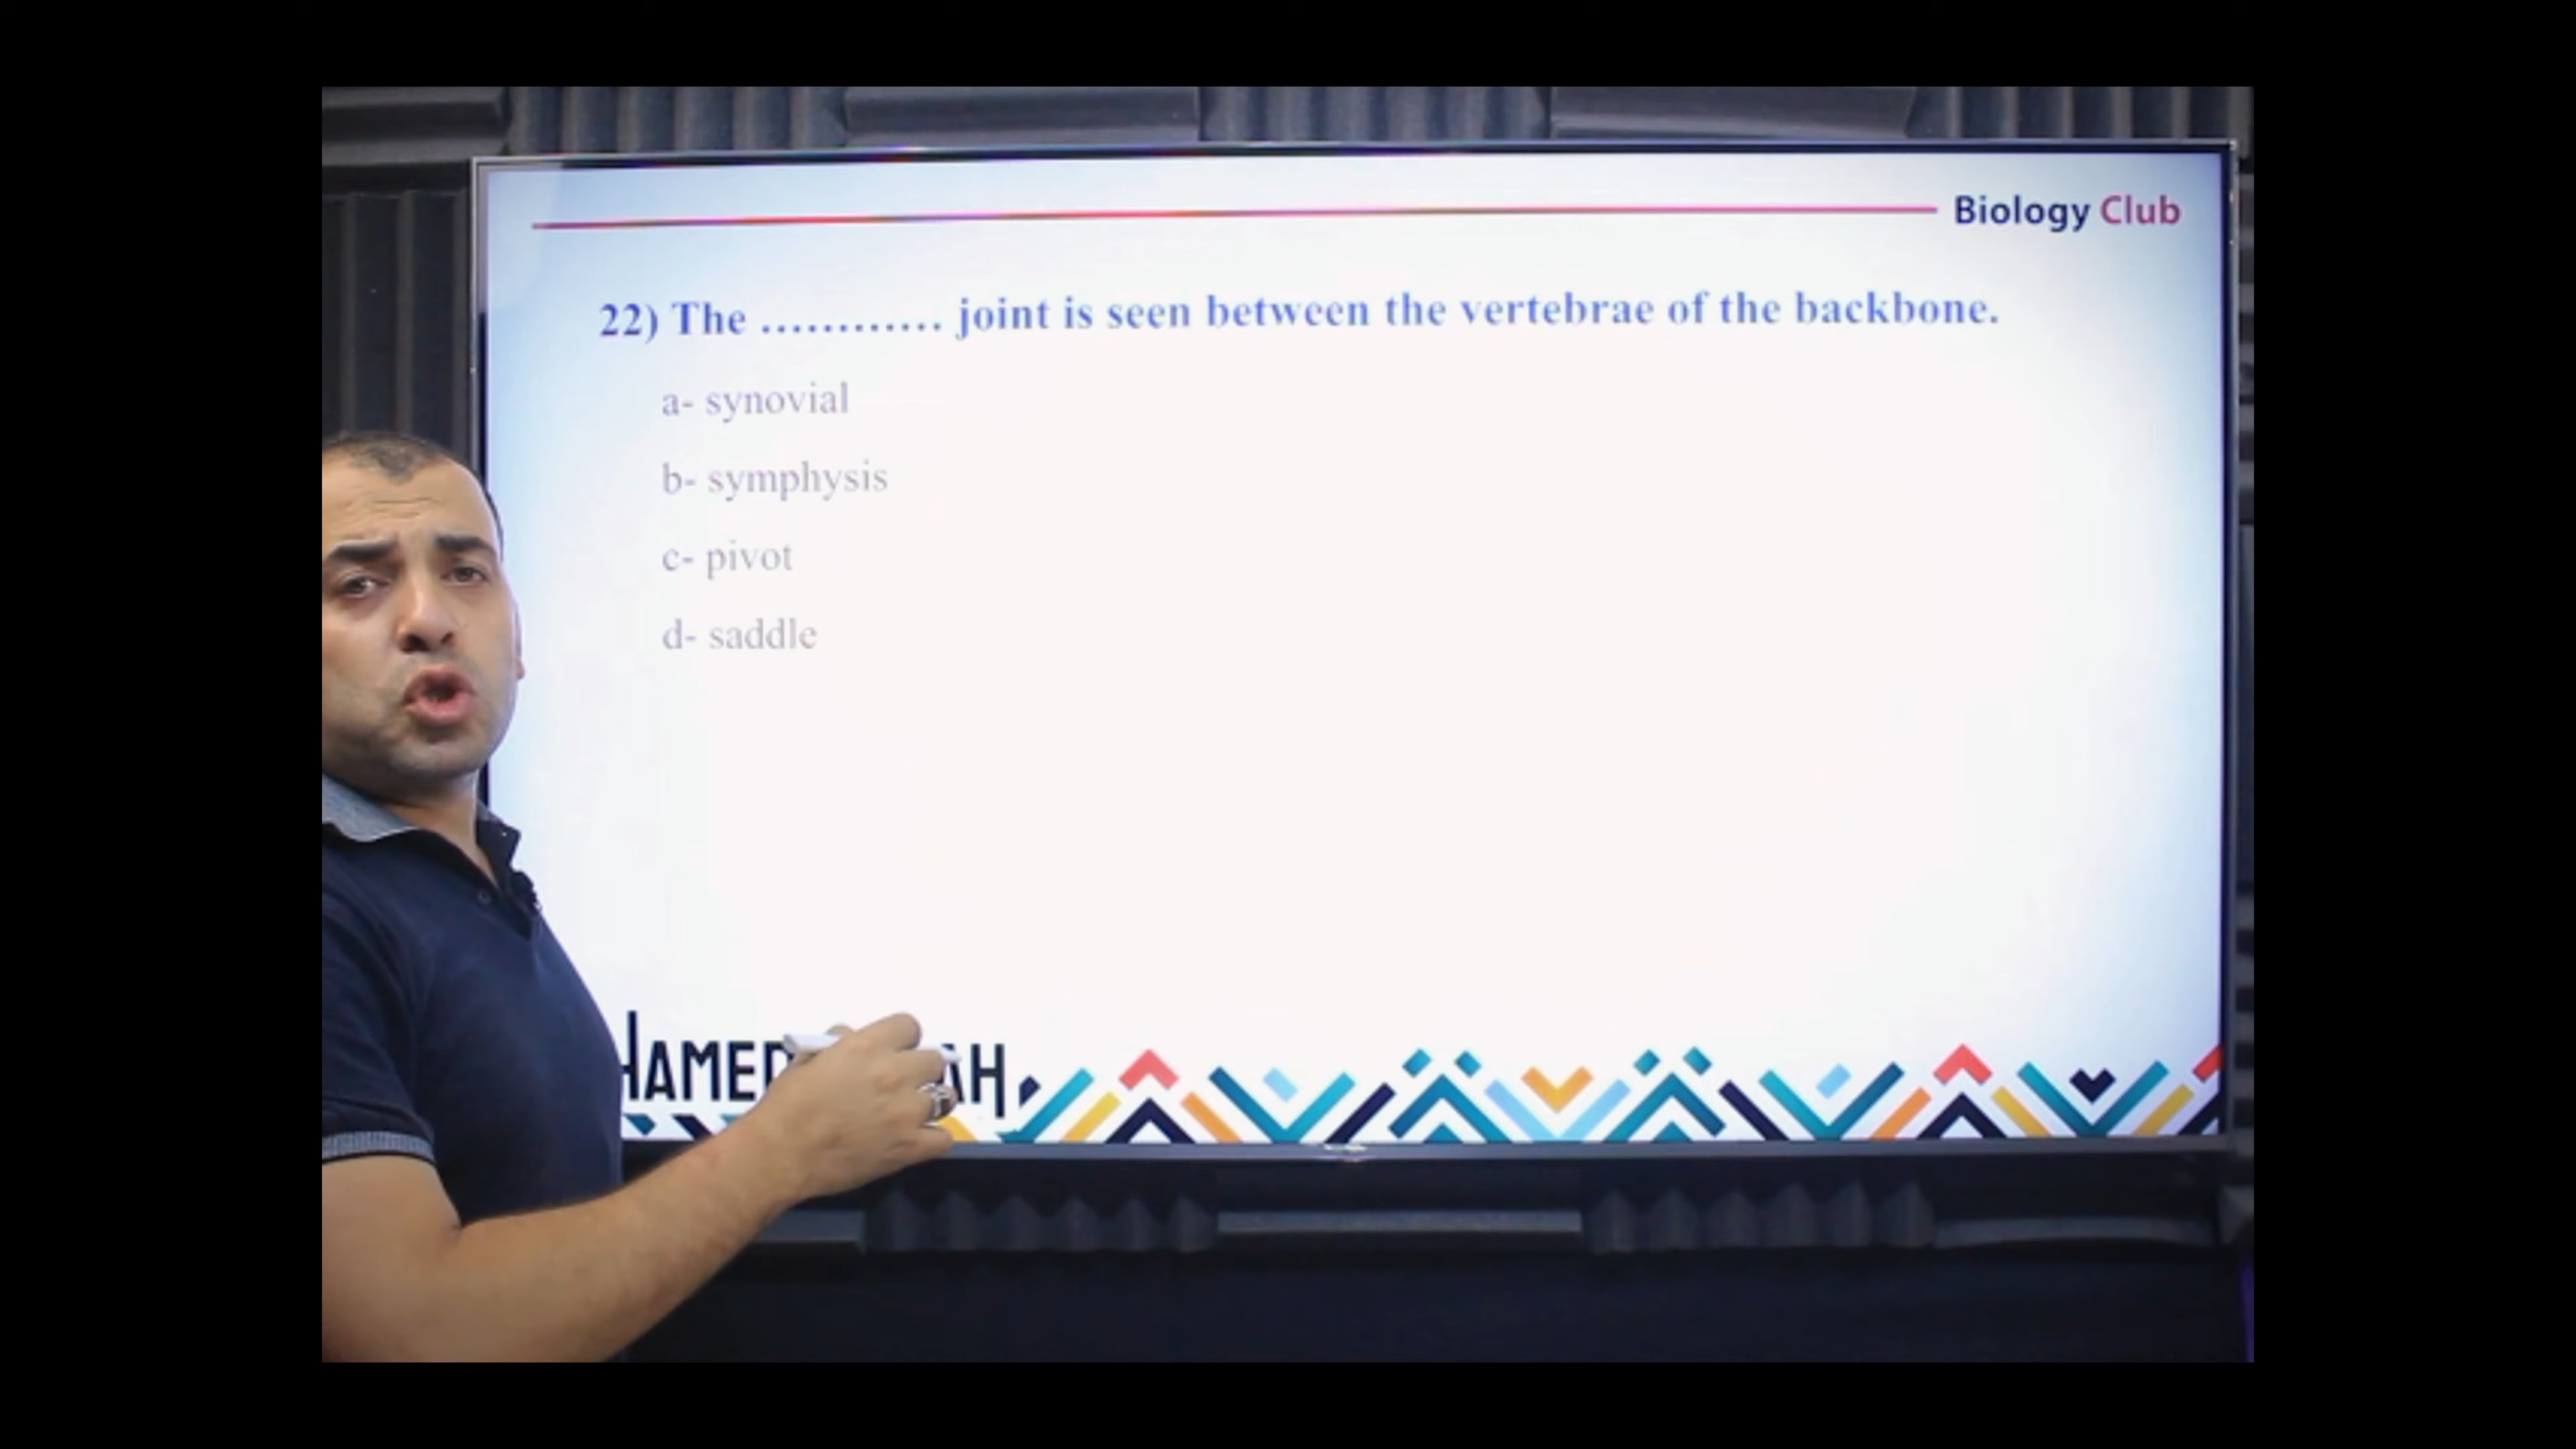 Biology Club
22) The ............ joint is seen between the vertebrae of the backbone.
a- synovial
b- symphysis
c- pivot
d- saddle